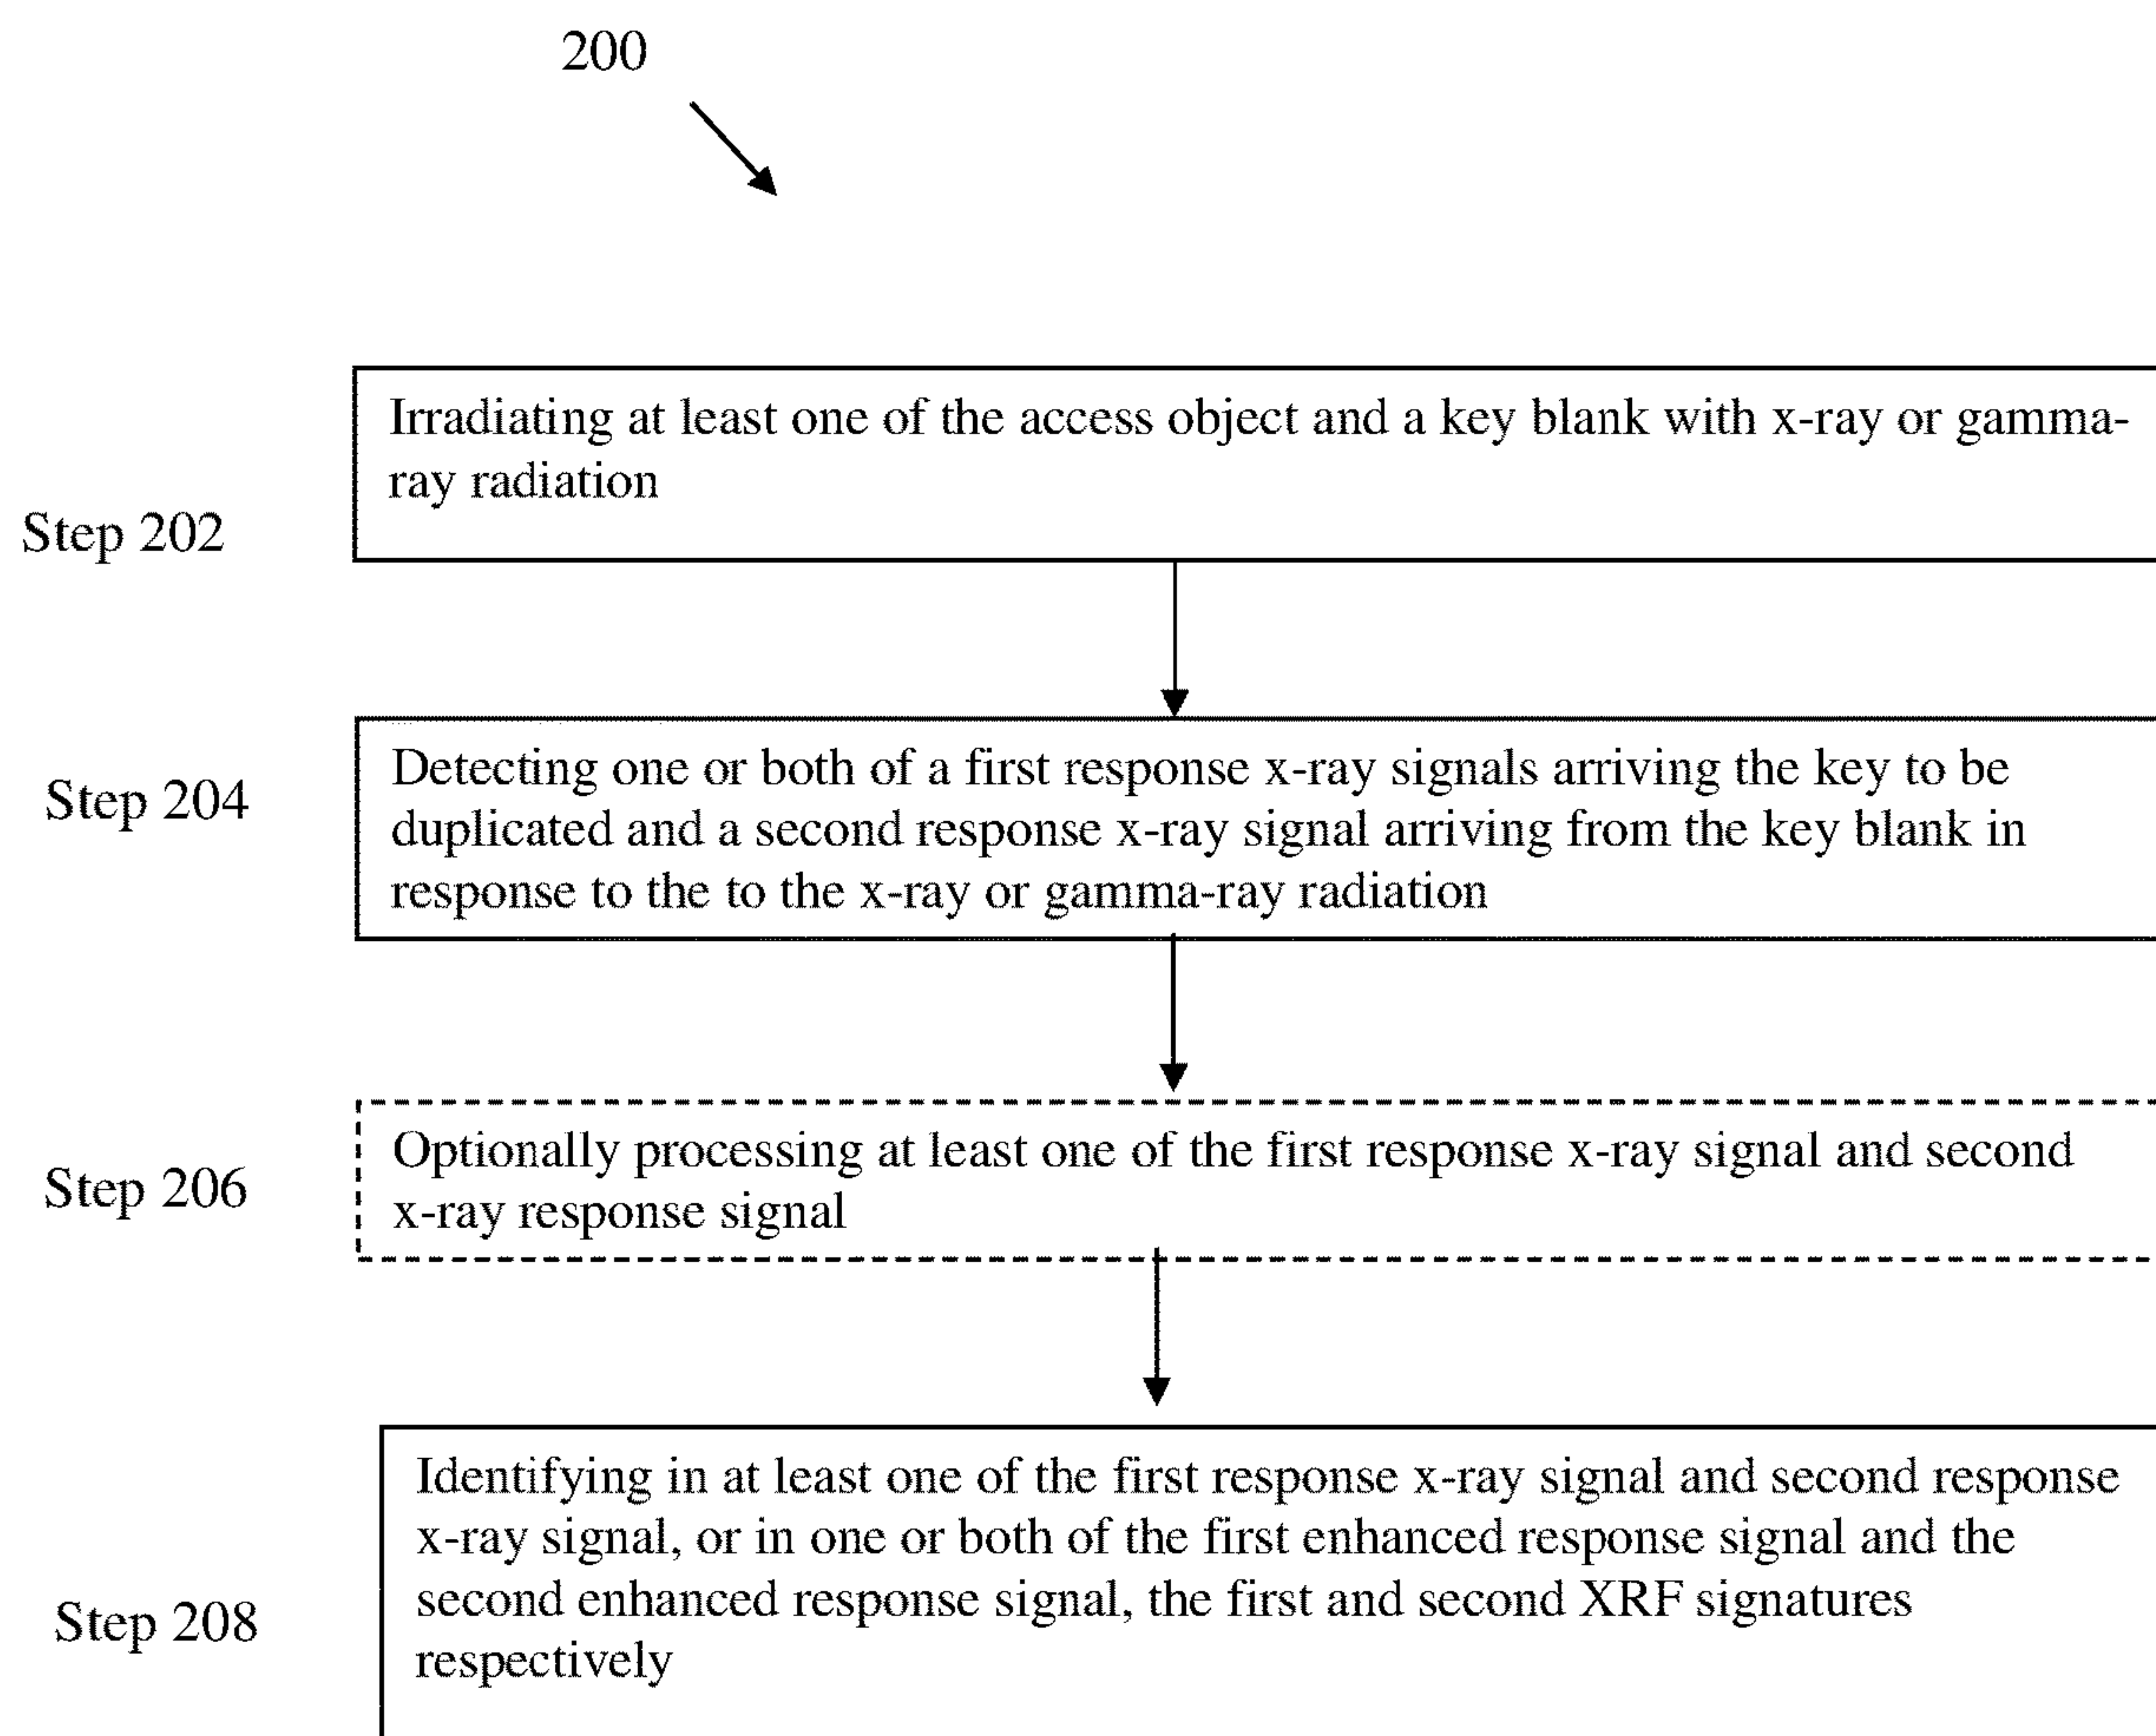 200
Irradiating at least one of the access object and a key blank with x-ray or gamma-
ray radiation
Step 202
Detecting one or both of a first response x-ray signals arriving the key to be
Step 204
duplicated and a second response x-ray signal arriving from the key blank in
response to the to the x-ray or gamma-ray radiation
Optionally processing at least one of the first response x-ray signal and second
Step 206
x-ray response signal
Identifying in at least one of the first response x-ray signal and second response
x-ray signal, or in one or both of the first enhanced response signal and the
second enhanced response signal, the first and second XRF signatures
Step 208
respectively